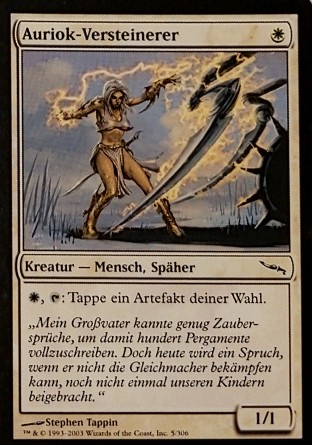 Auriok-Versteinerer
Kreatur — Mensch, Späher
, : Tappe ein Artefakt deiner Wahl.
„Mein Großvater kannte genug Zauber-
sprüche, um damit hundert Pergamente
vollzuschreiben. Doch heute wird ein Spruch,
wenn er nicht die Gleichmacher bekämpfen
kann, noch nicht einmal unseren Kindern
beigebracht.“
Stephen Tappin
™ & © 1993–2003 Wizards of the Coast, Inc. 5/306
1/1